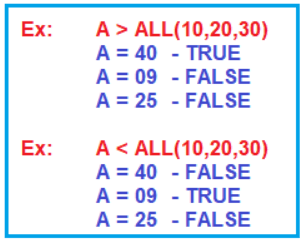 Ex: A > ALL(10,20,30)
A = 40 - TRUE
A = 09 - FALSE
A = 25 - FALSE
Ex: A < ALL(10,20,30)
A = 40 - FALSE
A = 09 - TRUE
A = 25 - FALSE